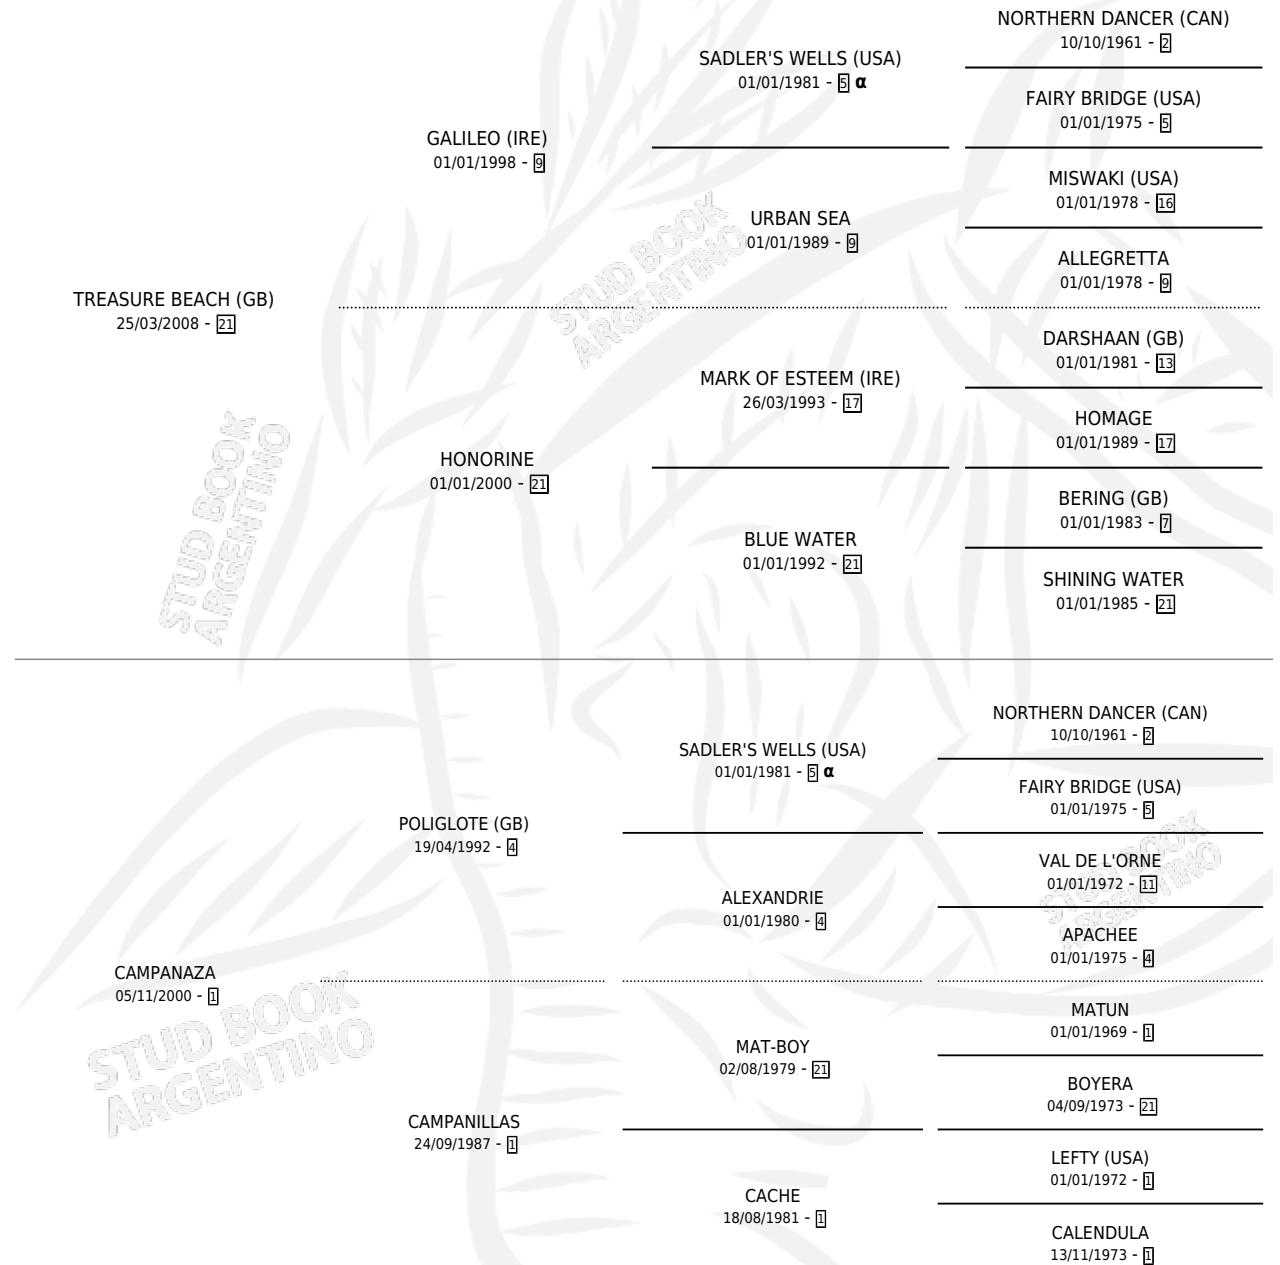 NORTHERN DANCER (CAN)
10/10/1961 - 2
SADLER'S WELLS (USA)
01/01/1981 - 5 α
FAIRY BRIDGE (USA)
01/01/1975 - 5
GALILEO (IRE)
01/01/1998 - 9
MISWAKI (USA)
01/01/1978 - 16
URBAN SEA
01/01/1989 - 9
ALLEGRETTA
01/01/1978 - 9
TREASURE BEACH (GB)
25/03/2008 - 21
DARSHAAN (GB)
01/01/1981 - 13
MARK OF ESTEEM (IRE)
26/03/1993 - 17
HOMAGE
01/01/1989 - 17
HONORINE
01/01/2000 - 21
BERING (GB)
01/01/1983 - 7
BLUE WATER
01/01/1992 - 21
SHINING WATER
01/01/1985 - 21
NORTHERN DANCER (CAN)
10/10/1961 - 2
SADLER'S WELLS (USA)
01/01/1981 - 5 α
FAIRY BRIDGE (USA)
01/01/1975 - 5
POLIGLOTE (GB)
19/04/1992 - 4
VAL DE L'ORNE
01/01/1972 - 11
ALEXANDRIE
01/01/1980 - 4
APACHEE
01/01/1975 - 4
CAMPANAZA
05/11/2000 - 1
MATUN
01/01/1969 - 1
MAT-BOY
02/08/1979 - 21
BOYERA
04/09/1973 - 21
CAMPANILLAS
24/09/1987 - 1
LEFTY (USA)
01/01/1972 - 1
CACHE
18/08/1981 - 1
CALENDULA
13/11/1973 - 1
STUD BOOK
ARGENTINO
STUD BOOK
ARGENTINO
STUD BOOK
ARGENTINO
STUD BOOK
ARGENTINO